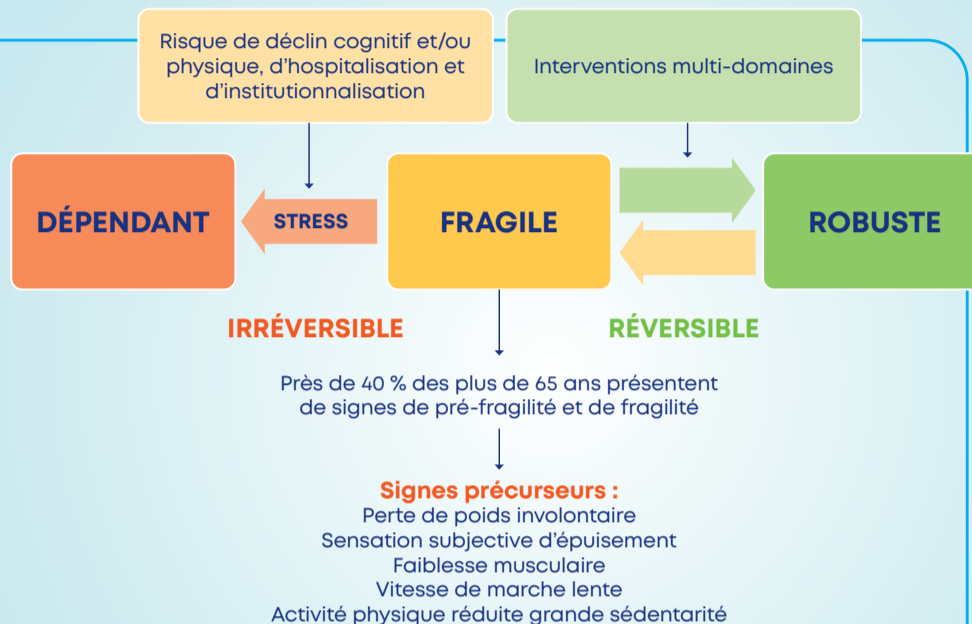 Risque de déclin cognitif et/ou
physique, d'hospitalisation et
d'institutionnalisation
Interventions multi-domaines
DÉPENDANT
STRESS
FRAGILE
ROBUSTE
IRRÉVERSIBLE
RÉVERSIBLE
Près de 40 % des plus de 65 ans présentent
de signes de pré-fragilité et de fragilité
Signes précurseurs :
Perte de poids involontaire
Sensation subjective d'épuisement
Faiblesse musculaire
Vitesse de marche lente
Activité physique réduite grande sédentarité